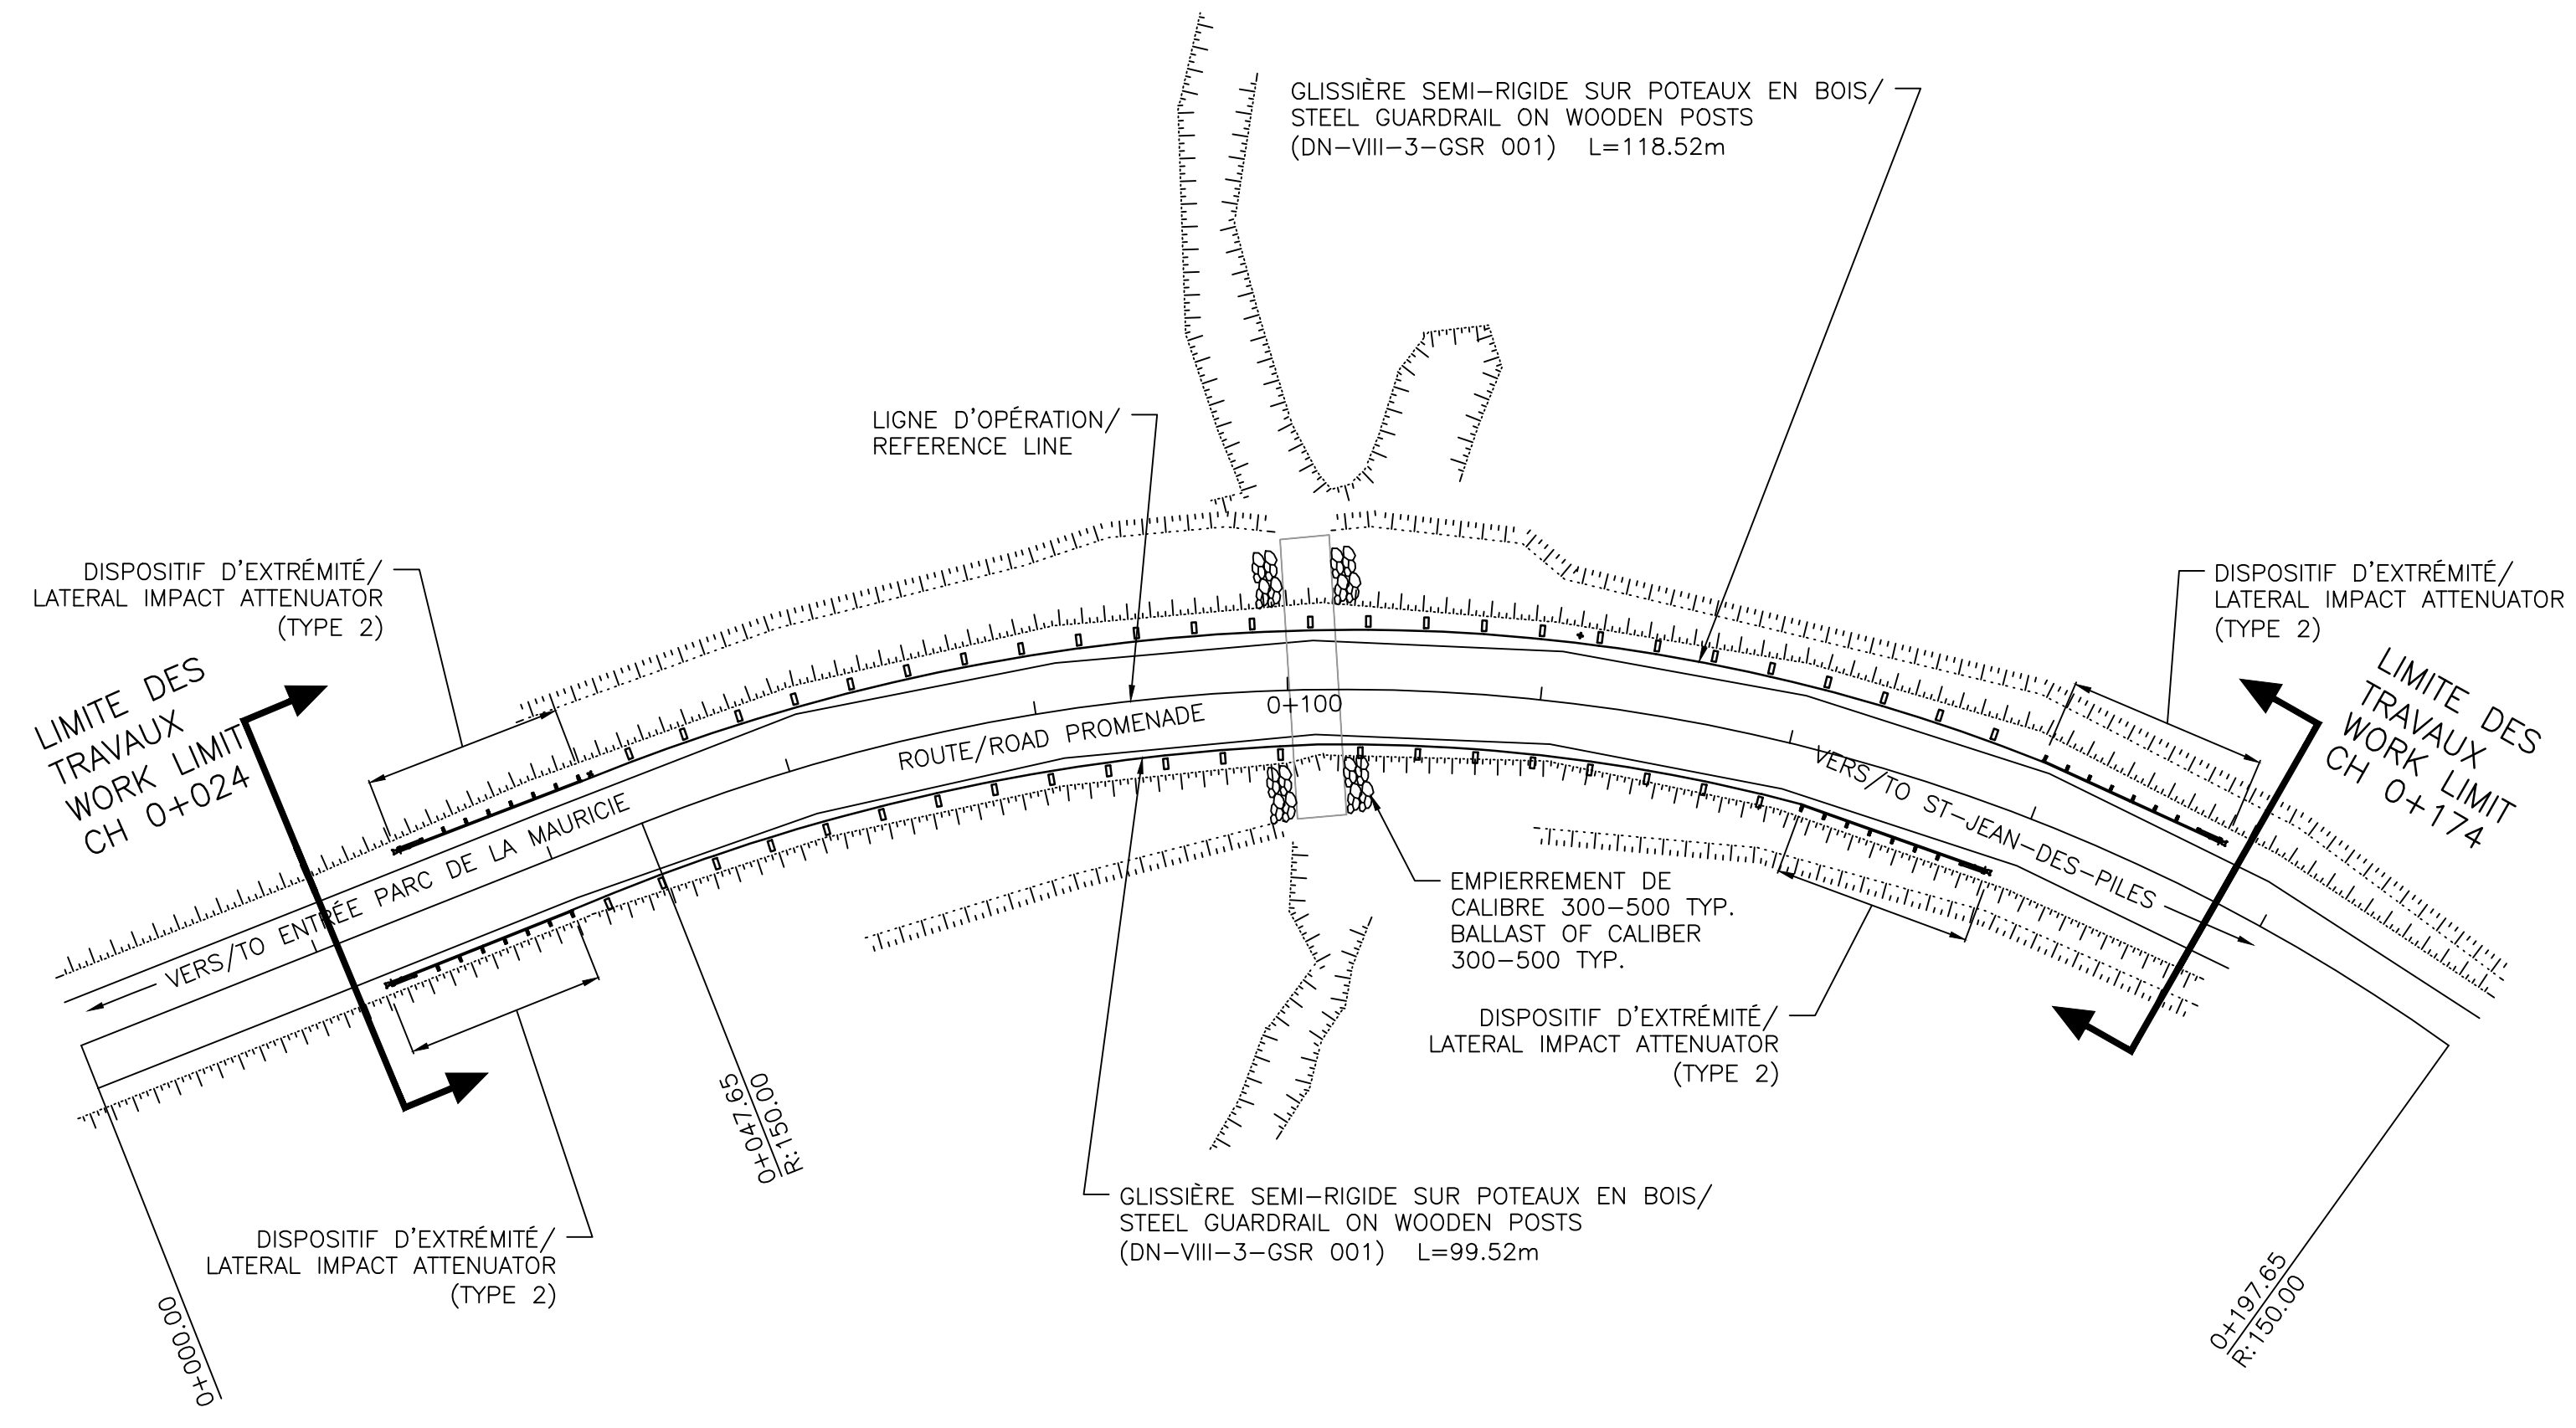 GLISSIÈRE SEMI-RIGIDE SUR POTEAUX EN BOIS/
STEEL GUARDRAIL ON WOODEN POSTS
(DN-VIII-3-GSR 001) L=118.52m
LIGNE D'OPÉRATION/
REFERENCE LINE
DISPOSITIF D'EXTRÉMITÉ/
LATERAL IMPACT ATTENUATOR
(TYPE 2)
DISPOSITIF D'EXTRÉMITÉ/
LATERAL IMPACT ATTENUATOR
(TYPE 2)
LIMITE DES
TRAVAUX
WORK LIMIT
CH 0+024
LIMITE DES
TRAVAUX
WORK LIMIT
CH 0+174
0+100
ROUTE/ROAD PROMENADE
VERS/TO ENTRÉE PARC DE LA MAURICIE
VERS/TO ST-JEAN-DES-PILES
EMPIERREMENT DE
CALIBRE 300-500 TYP.
BALLAST OF CALIBER
300-500 TYP.
DISPOSITIF D'EXTRÉMITÉ/
LATERAL IMPACT ATTENUATOR
(TYPE 2)
0+047.65
R:150.00
GLISSIÈRE SEMI-RIGIDE SUR POTEAUX EN BOIS/
STEEL GUARDRAIL ON WOODEN POSTS
(DN-VIII-3-GSR 001) L=99.52m
DISPOSITIF D'EXTRÉMITÉ/
LATERAL IMPACT ATTENUATOR
(TYPE 2)
0+000.00
0+197.65
R:150.00